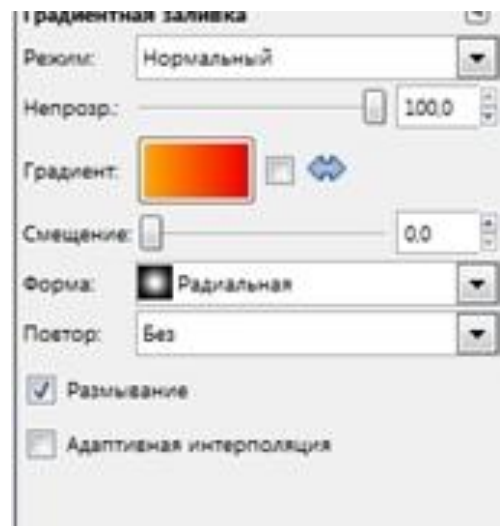 Градиентная заливка
Режим: Нормальный
Непрозр.: 100,0
Градиент:
Смещение: 0,0
Форма: Радиальная
Повтор: Без
Размывание
Адаптивная интерполяция